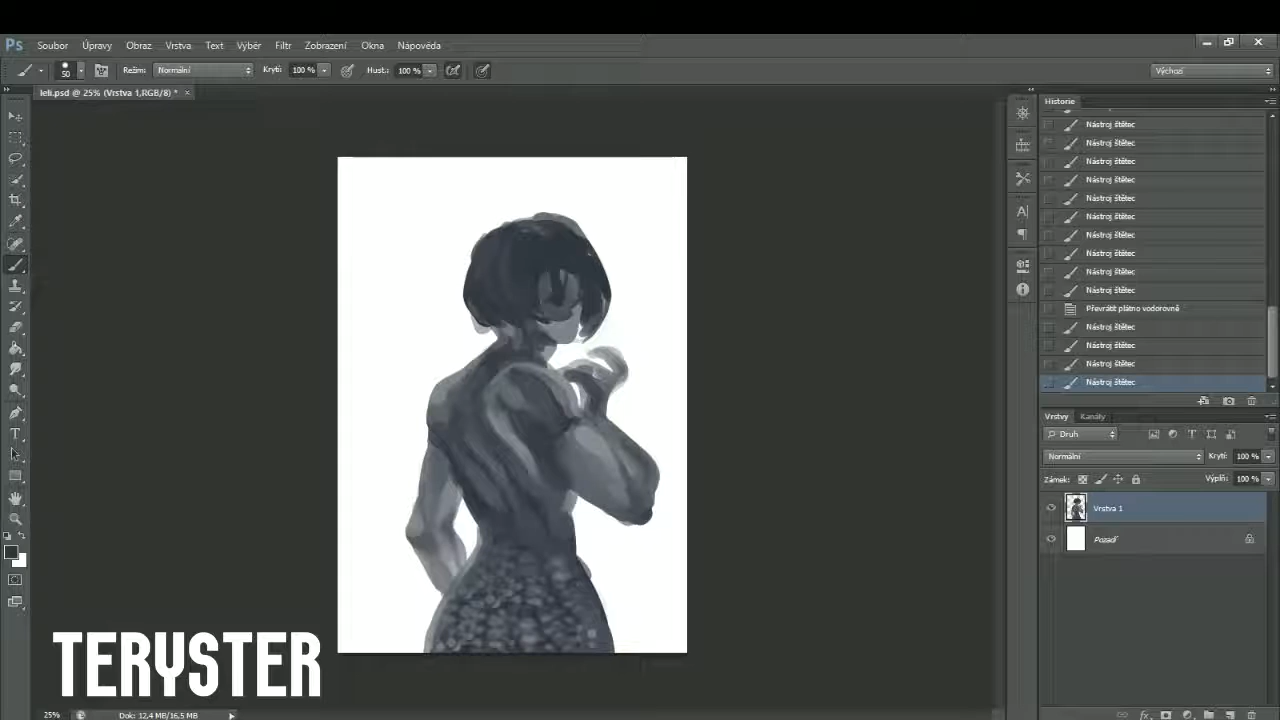 Ps Soubor Úpravy Obraz Vrstva Text Výběr Filtr Zobrazení Okna Nápověda
50 Režim: Normální Krytí: 100 % Hust.: 100 % Výchozí
leli.psd @ 25% (Vrstva 1,RGB/8) * ×
Historie
Nástroj štětec
Nástroj štětec
Nástroj štětec
Nástroj štětec
Nástroj štětec
Nástroj štětec
Nástroj štětec
Nástroj štětec
Nástroj štětec
Nástroj štětec
Převrátit plátno vodorovně
Nástroj štětec
Nástroj štětec
Nástroj štětec
Nástroj štětec
Vrstvy Kanály
Druh
Normální Krytí: 100 %
Zámek: Výplň: 100 %
Vrstva 1
Pozadí
TERYSTER
25% Dok: 12,4 MB/16,5 MB